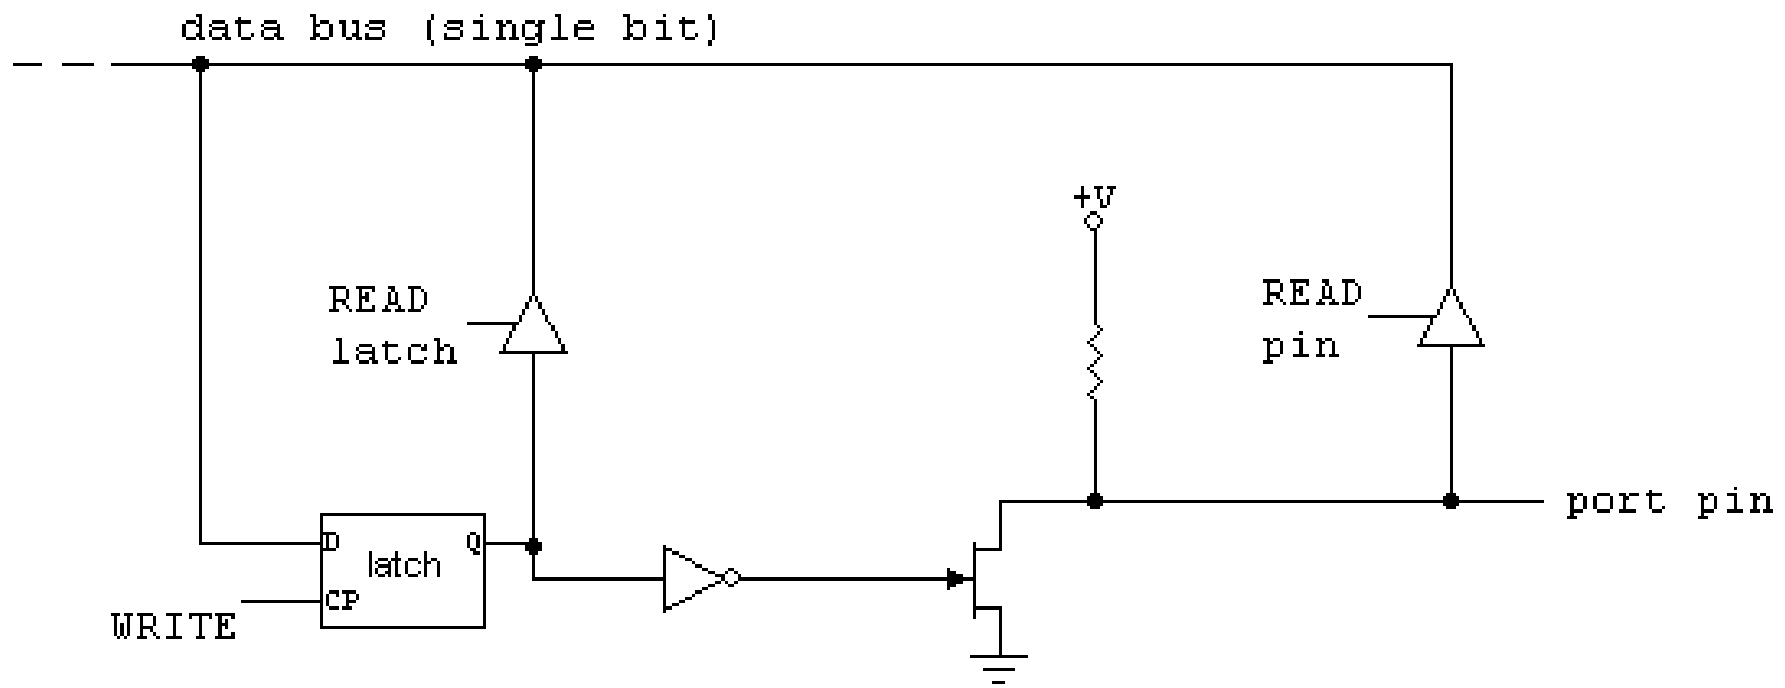 data bus (single bit)
+V
READ
latch
READ
pin
port pin
D
Q
latch
CP
WRITE